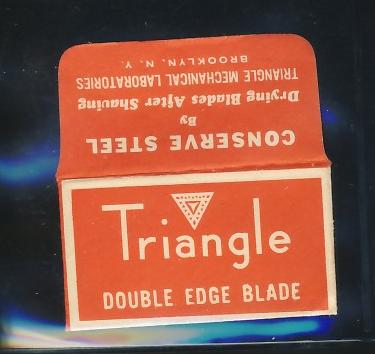 CONSERVE STEEL
By
Drying Blades After Shaving
TRIANGLE MECHANICAL LABORATORIES
BROOKLYN, N. Y.
Triangle
DOUBLE EDGE BLADE